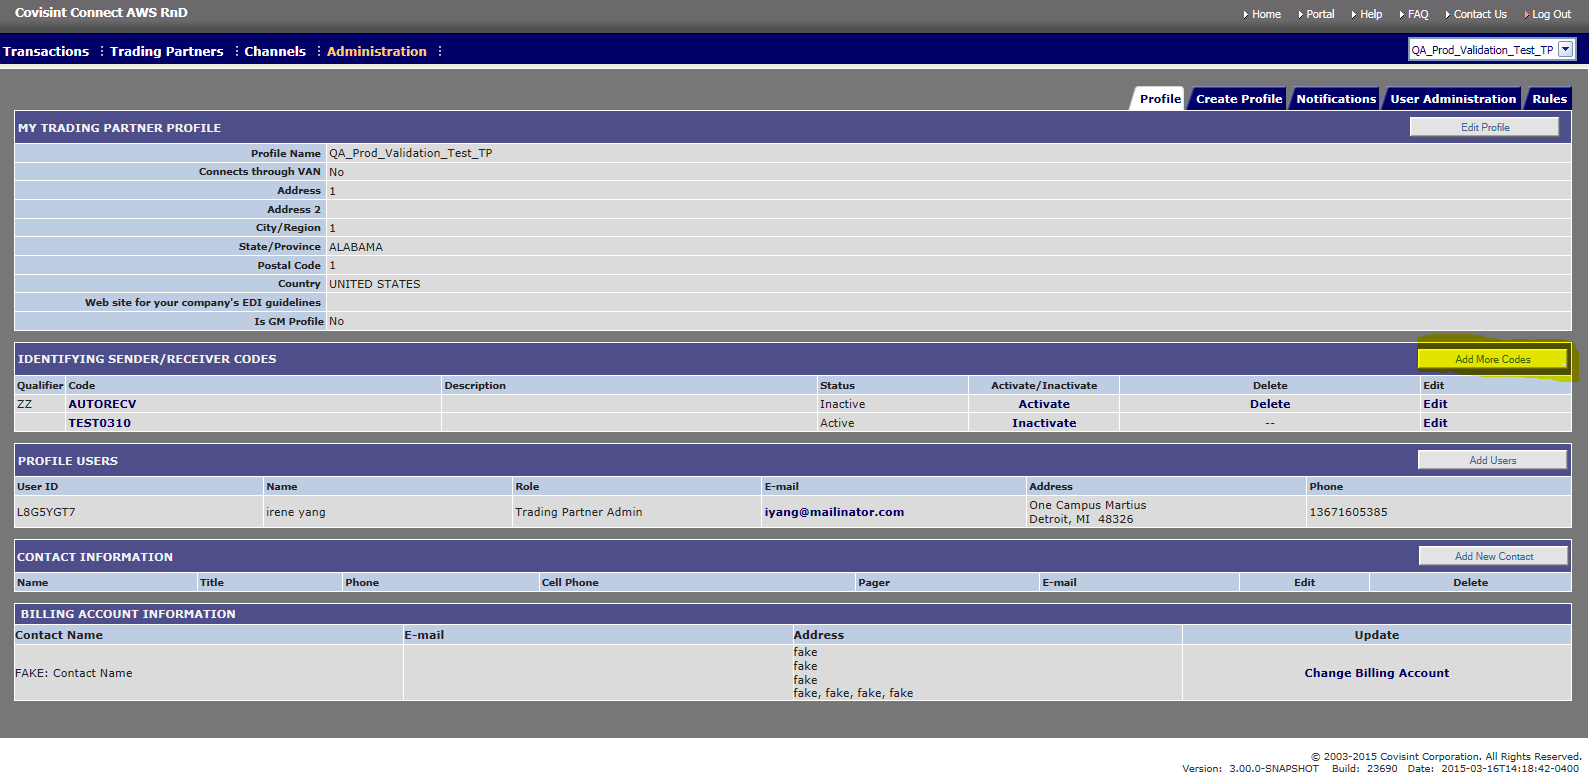 Covisint Connect AWS RnD
Home Portal Help FAQ Contact Us Log Out
Transactions Trading Partners Channels Administration
QA_Prod_Validation_Test_TP
Profile Create Profile Notifications User Administration Rules
MY TRADING PARTNER PROFILE Edit Profile
Profile Name QA_Prod_Validation_Test_TP
Connects through VAN No
Address 1
Address 2
City/Region 1
State/Province ALABAMA
Postal Code 1
Country UNITED STATES
Web site for your company's EDI guidelines
Is GM Profile No
IDENTIFYING SENDER/RECEIVER CODES Add More Codes
Qualifier Code Description Status Activate/Inactivate Delete Edit
ZZ AUTORECV Inactive Activate Delete Edit
TEST0310 Active Inactivate -- Edit
PROFILE USERS Add Users
User ID Name Role E-mail Address Phone
L8G5YGT7 irene yang Trading Partner Admin iyang@mailinator.com One Campus Martius 13671605385
Detroit, MI 48326
CONTACT INFORMATION Add New Contact
Name Title Phone Cell Phone Pager E-mail Edit Delete
BILLING ACCOUNT INFORMATION
Contact Name E-mail Address Update
fake
fake
FAKE: Contact Name Change Billing Account
fake
fake, fake, fake, fake
© 2003-2015 Covisint Corporation. All Rights Reserved.
Version: 3.00.0-SNAPSHOT Build: 23690 Date: 2015-03-16T14:18:42-0400